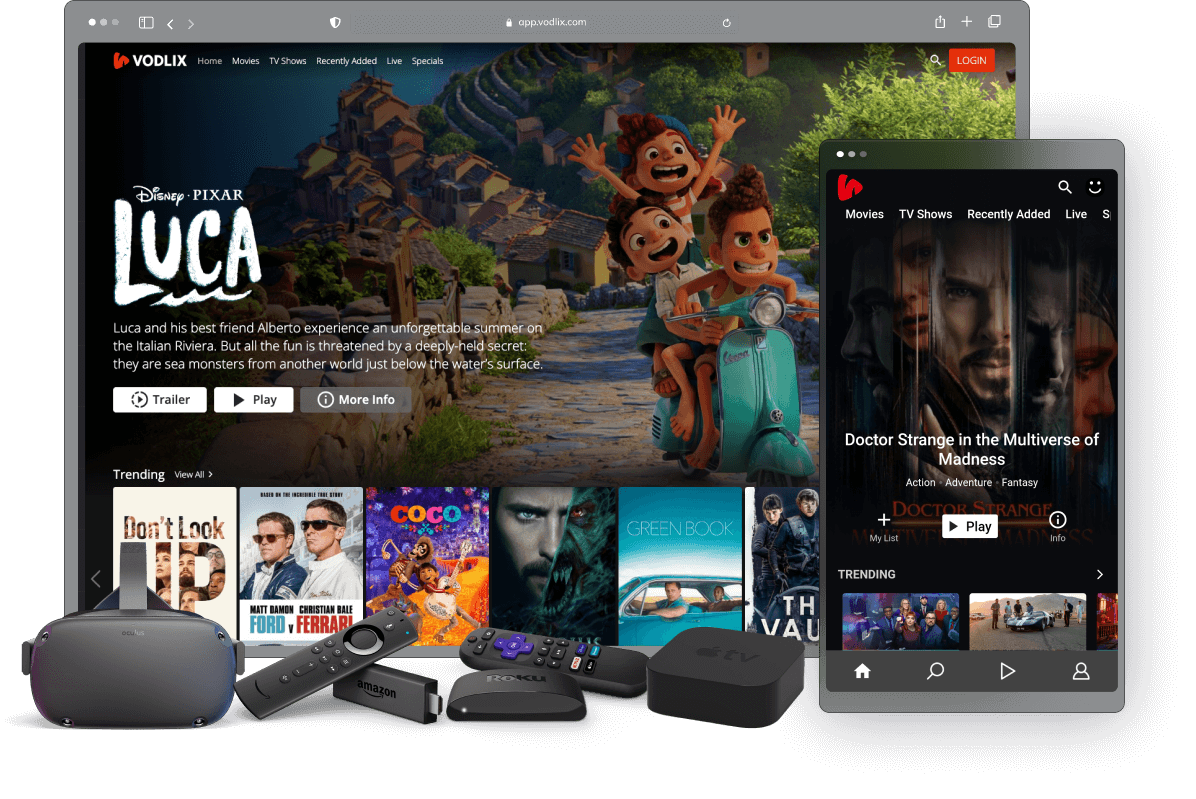 app.vodlix.com
VODLIX Home Movies TV Shows Recently Added Live Specials LOGIN
DISNEY · PIXAR
LUCA
Luca and his best friend Alberto experience an unforgettable summer on
the Italian Riviera. But all the fun is threatened by a deeply-held secret:
they are sea monsters from another world just below the water's surface.
Trailer Play More Info
Vespa
Trending View All
DON'T LOOK
UP
BASED ON THE INCREDIBLE TRUE STORY
MATT DAMON CHRISTIAN BALE
FORD v FERRARI
COCO
GREEN BOOK
TH
VAU
oculus
amazon
Roku
tv
Movies TV Shows Recently Added Live S
Doctor Strange in the Multiverse of
Madness
Action · Adventure · Fantasy
DOCTOR STRANGE
My List Play Info
TRENDING